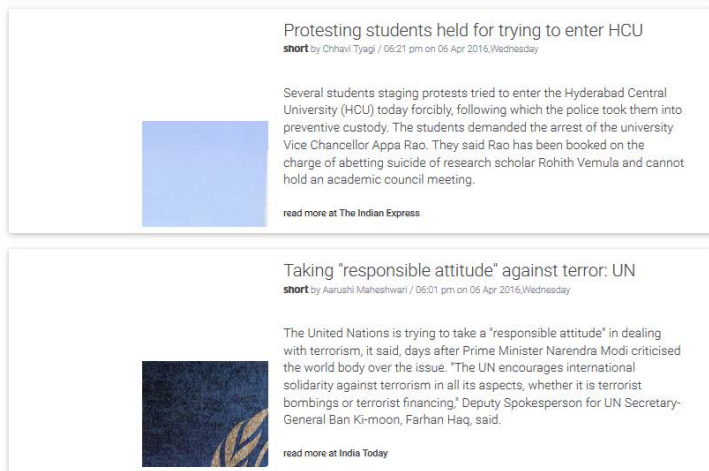 Protesting students held for trying to enter HCU
short by Chhavi Tyagi / 06:21 pm on 06 Apr 2016,Wednesday
Several students staging protests tried to enter the Hyderabad Central
University (HCU) today forcibly, following which the police took them into
preventive custody. The students demanded the arrest of the university
Vice Chancellor Appa Rao. They said Rao has been booked on the
charge of abetting suicide of research scholar Rohith Vemula and cannot
hold an academic council meeting.
read more at The Indian Express
Taking "responsible attitude" against terror: UN
short by Aarushi Maheshwari / 06:01 pm on 06 Apr 2016,Wednesday
The United Nations is trying to take a "responsible attitude" in dealing
with terrorism, it said, days after Prime Minister Narendra Modi criticised
the world body over the issue. "The UN encourages international
solidarity against terrorism in all its aspects, whether it is terrorist
bombings or terrorist financing," Deputy Spokesperson for UN Secretary-
General Ban Ki-moon, Farhan Haq, said.
read more at India Today